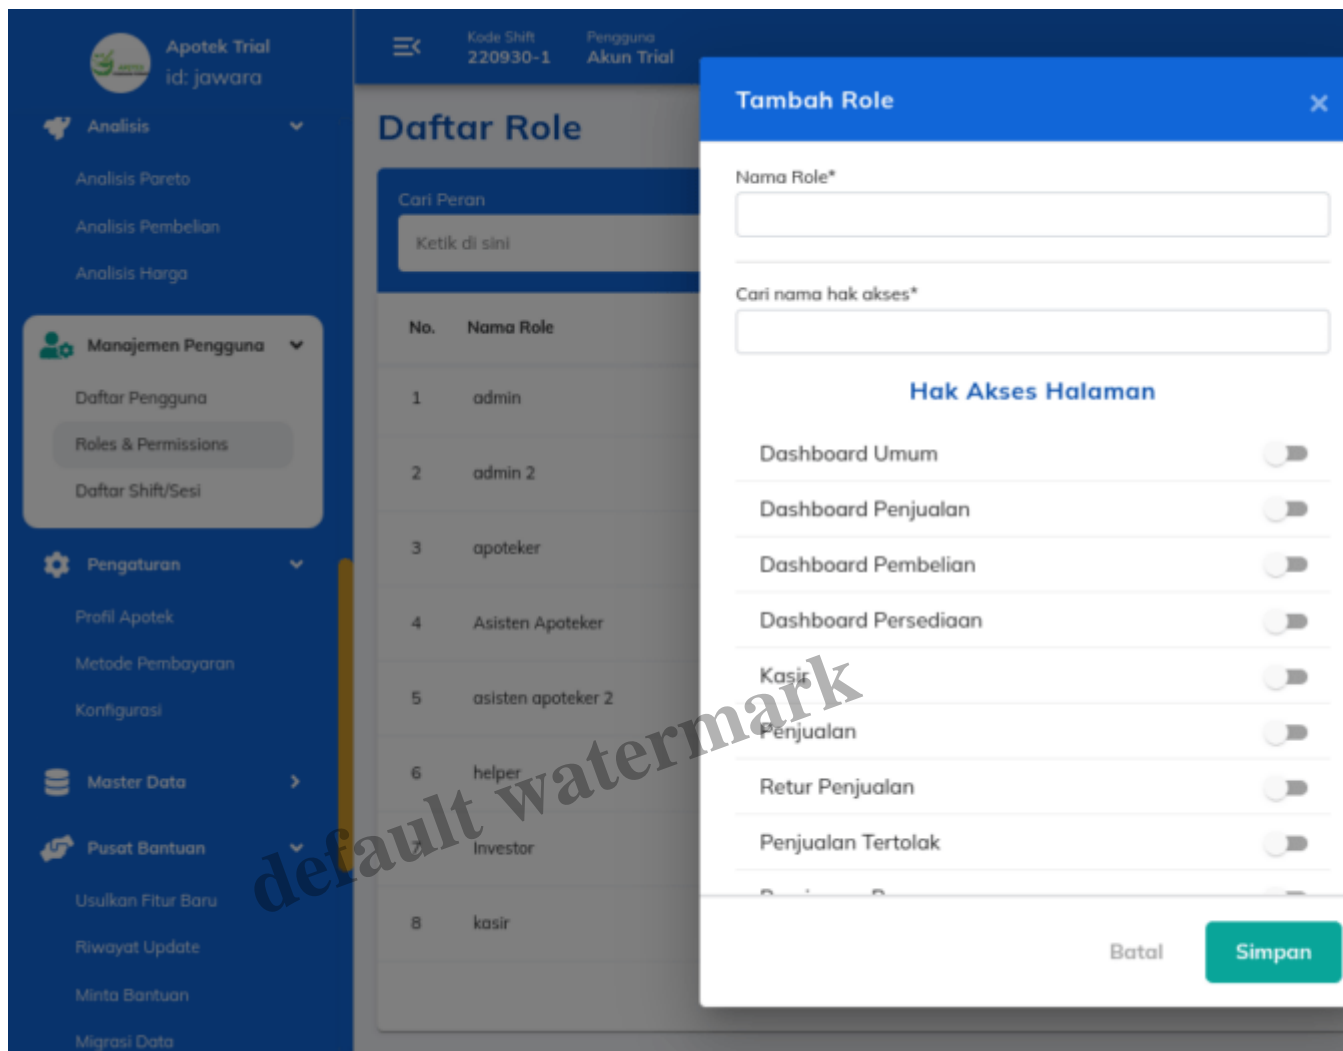 Apotek Trial
id: jawara
Analisis
Analisis Pareto
Analisis Pembelian
Analisis Harga
Manajemen Pengguna
Daftar Pengguna
Roles & Permissions
Daftar Shift/Sesi
Pengaturan
Profil Apotek
Metode Pembayaran
Konfigurasi
Master Data
Pusat Bantuan
Usulkan Fitur Baru
Riwayat Update
Minta Bantuan
Migrasi Data
Kode Shift Pengguna
220930-1 Akun Trial
Daftar Role
Cari Peran
Ketik di sini
No. Nama Role
1 admin
2 admin 2
3 apoteker
4 Asisten Apoteker
5 asisten apoteker 2
6 helper
7 Investor
8 kasir
Tambah Role
Nama Role*
Cari nama hak akses*
Hak Akses Halaman
Dashboard Umum
Dashboard Penjualan
Dashboard Pembelian
Dashboard Persediaan
Kasir
Penjualan
Retur Penjualan
Penjualan Tertolak
Batal Simpan
default watermark